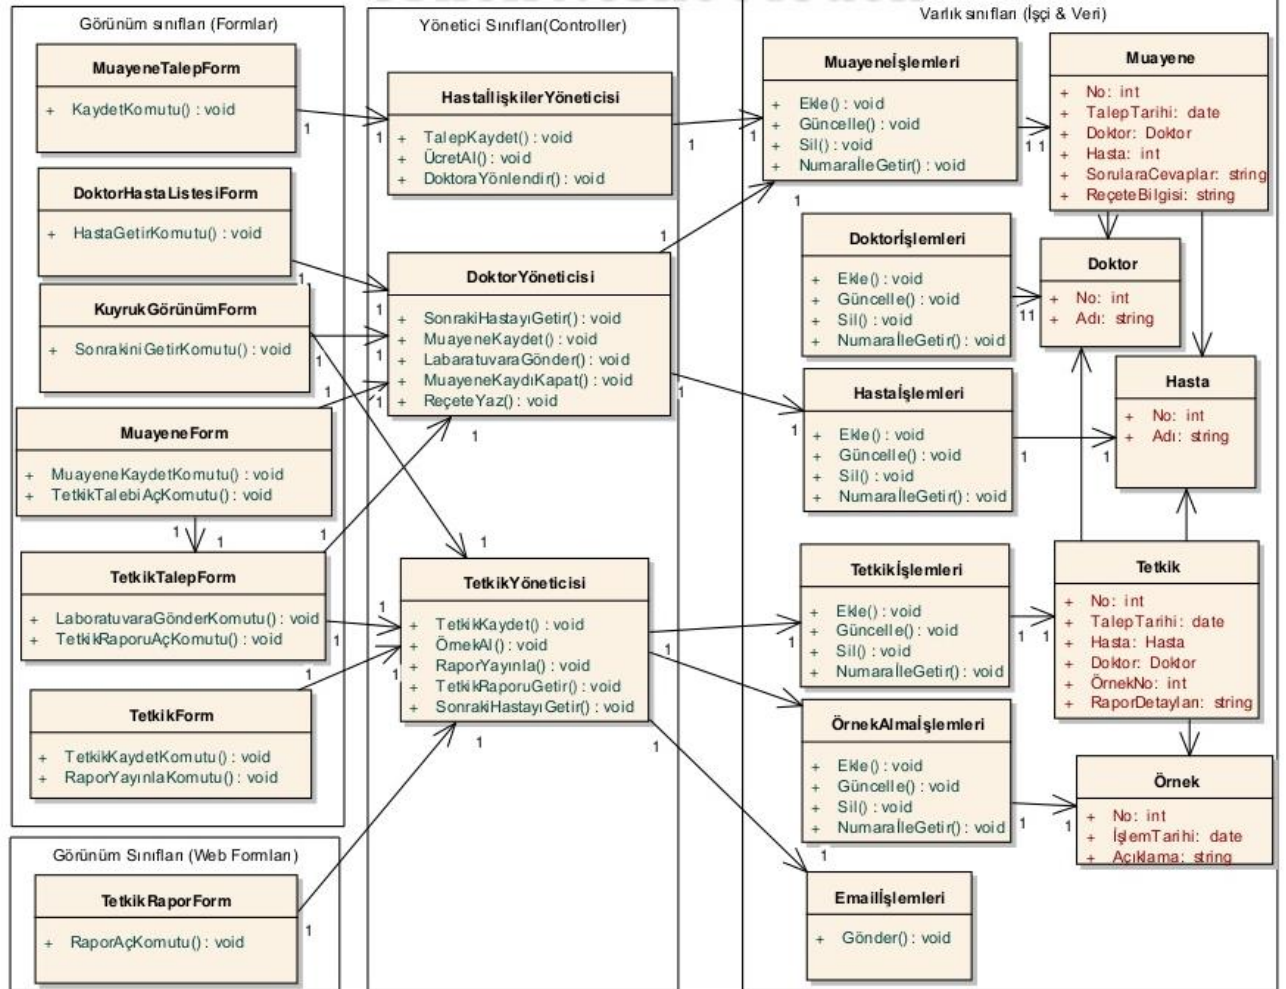 Görünüm sınıfları (Formlar)
MuayeneTalepForm
+ KaydetKomutu() : void
DoktorHastaListesiForm
+ HastaGetirKomutu() : void
KuyrukGörünümForm
+ SonrakiniGetirKomutu() : void
MuayeneForm
+ MuayeneKaydetKomutu() : void
+ TetkikTalebiAçKomutu() : void
TetkikTalepForm
+ LaboratuvaraGönderKomutu() : void
+ TetkikRaporuAçKomutu() : void
TetkikForm
+ TetkikKaydetKomutu() : void
+ RaporYayınlaKomutu() : void
Görünüm Sınıfları (Web Formları)
TetkikRaporForm
+ RaporAçKomutu() : void
Yönetici Sınıfları(Controller)
HastaİlişkilerYöneticisi
+ TalepKaydet() : void
+ ÜcretAl() : void
+ DoktoraYönlendir() : void
DoktorYöneticisi
+ SonrakiHastayıGetir() : void
+ MuayeneKaydet() : void
+ LabaratuvaraGönder() : void
+ MuayeneKaydıKapat() : void
+ ReçeteYaz() : void
TetkikYöneticisi
+ TetkikKaydet() : void
+ ÖrnekAl() : void
+ RaporYayınla() : void
+ TetkikRaporuGetir() : void
+ SonrakiHastayıGetir() : void
Varlık sınıfları (İşçi & Veri)
Muayeneİşlemleri
+ Ekle() : void
+ Güncelle() : void
+ Sil() : void
+ NumaraİleGetir() : void
Muayene
+ No: int
+ TalepTarihi: date
+ Doktor: Doktor
+ Hasta: int
+ SorularaCevaplar: string
+ ReçeteBilgisi: string
Doktorİşlemleri
+ Ekle() : void
+ Güncelle() : void
+ Sil() : void
+ NumaraİleGetir() : void
Doktor
+ No: int
+ Adı: string
Hastaİşlemleri
+ Ekle() : void
+ Güncelle() : void
+ Sil() : void
+ NumaraİleGetir() : void
Hasta
+ No: int
+ Adı: string
Tetkikİşlemleri
+ Ekle() : void
+ Güncelle() : void
+ Sil() : void
+ NumaraİleGetir() : void
Tetkik
+ No: int
+ TalepTarihi: date
+ Hasta: Hasta
+ Doktor: Doktor
+ ÖrnekNo: int
+ RaporDetayları: string
ÖrnekAlmaİşlemleri
+ Ekle() : void
+ Güncelle() : void
+ Sil() : void
+ NumaraİleGetir() : void
Örnek
+ No: int
+ İşlemTarihi: date
+ Açıklama: string
Emailİşlemleri
+ Gönder() : void